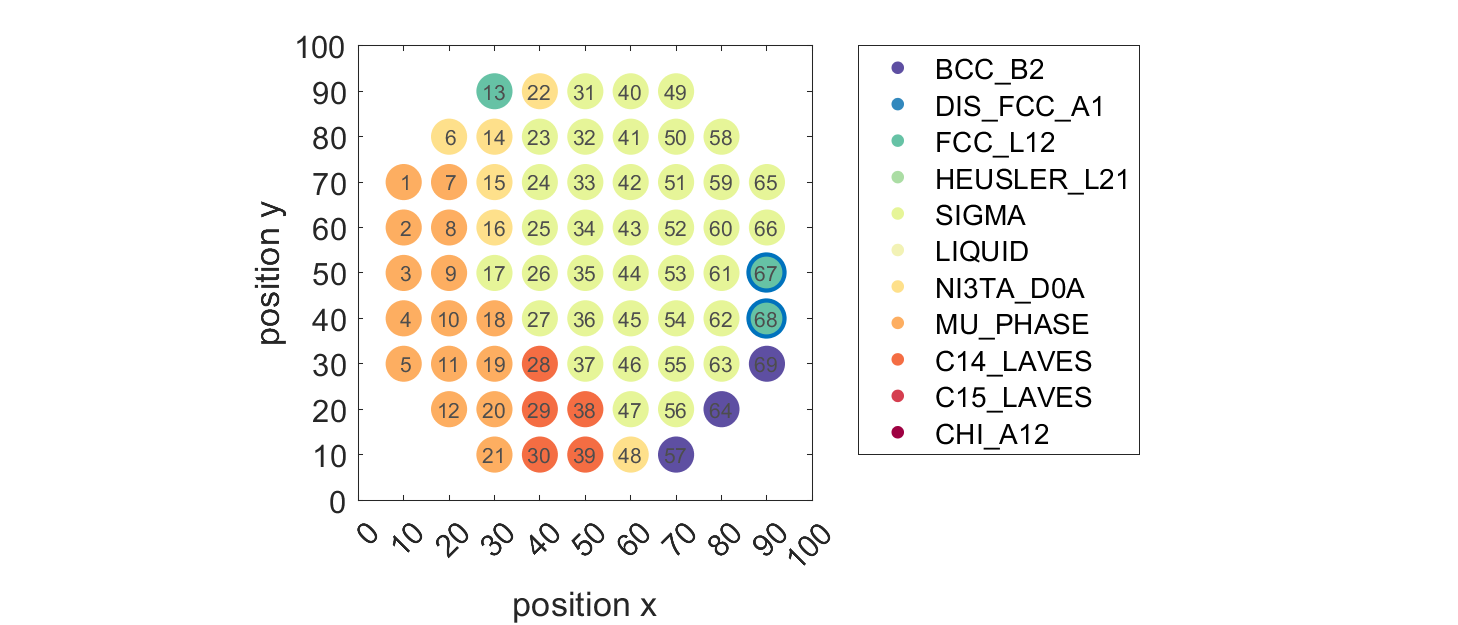 100
90 13 22 31 40 49
80 6 14 23 32 41 50 58
70 1 7 15 24 33 42 51 59 65
60 2 8 16 25 34 43 52 60 66
50 3 9 17 26 35 44 53 61 67
40 4 10 18 27 36 45 54 62 68
30 5 11 19 28 37 46 55 63 69
20 12 20 29 38 47 56 64
10 21 30 39 48 57
0
0 10 20 30 40 50 60 70 80 90 100
position x
position y
BCC_B2
DIS_FCC_A1
FCC_L12
HEUSLER_L21
SIGMA
LIQUID
NI3TA_D0A
MU_PHASE
C14_LAVES
C15_LAVES
CHI_A12